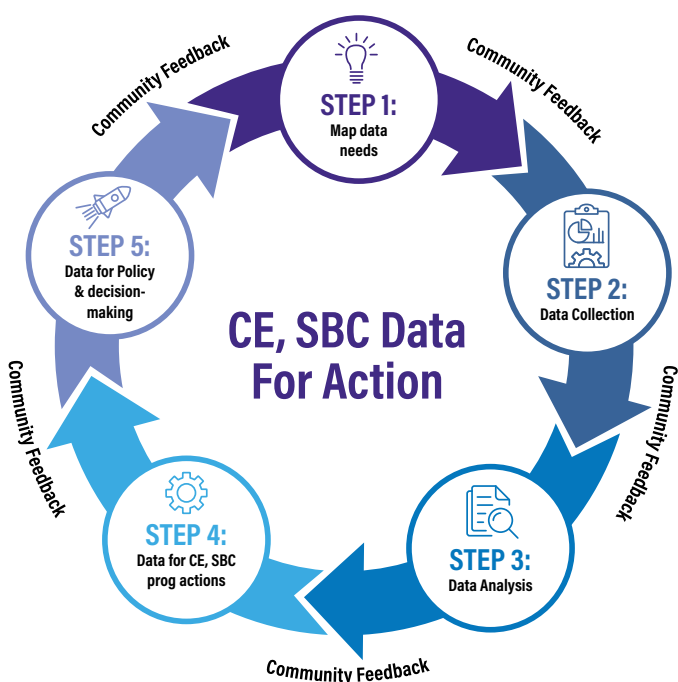 Community Feedback
Community Feedback
STEP 1:
Map data
needs
STEP 2:
Data Collection
STEP 5:
Data for Policy
& decision-
making
CE, SBC Data
For Action
Community Feedback
Community Feedback
STEP 3:
Data Analysis
STEP 4:
Data for CE, SBC
prog actions
Community Feedback